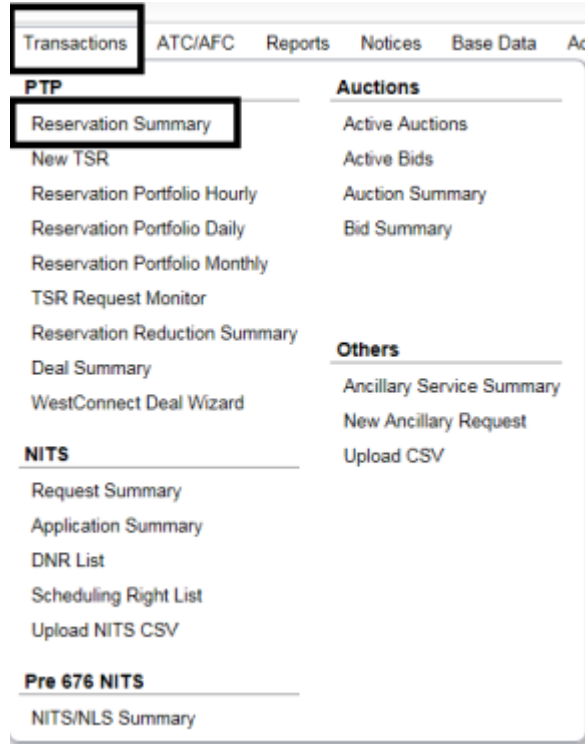 Transactions ATC/AFC Reports Notices Base Data
PTP
Reservation Summary
New TSR
Reservation Portfolio Hourly
Reservation Portfolio Daily
Reservation Portfolio Monthly
TSR Request Monitor
Reservation Reduction Summary
Deal Summary
WestConnect Deal Wizard
NITS
Request Summary
Application Summary
DNR List
Scheduling Right List
Upload NITS CSV
Pre 676 NITS
NITS/NLS Summary
Auctions
Active Auctions
Active Bids
Auction Summary
Bid Summary
Others
Ancillary Service Summary
New Ancillary Request
Upload CSV